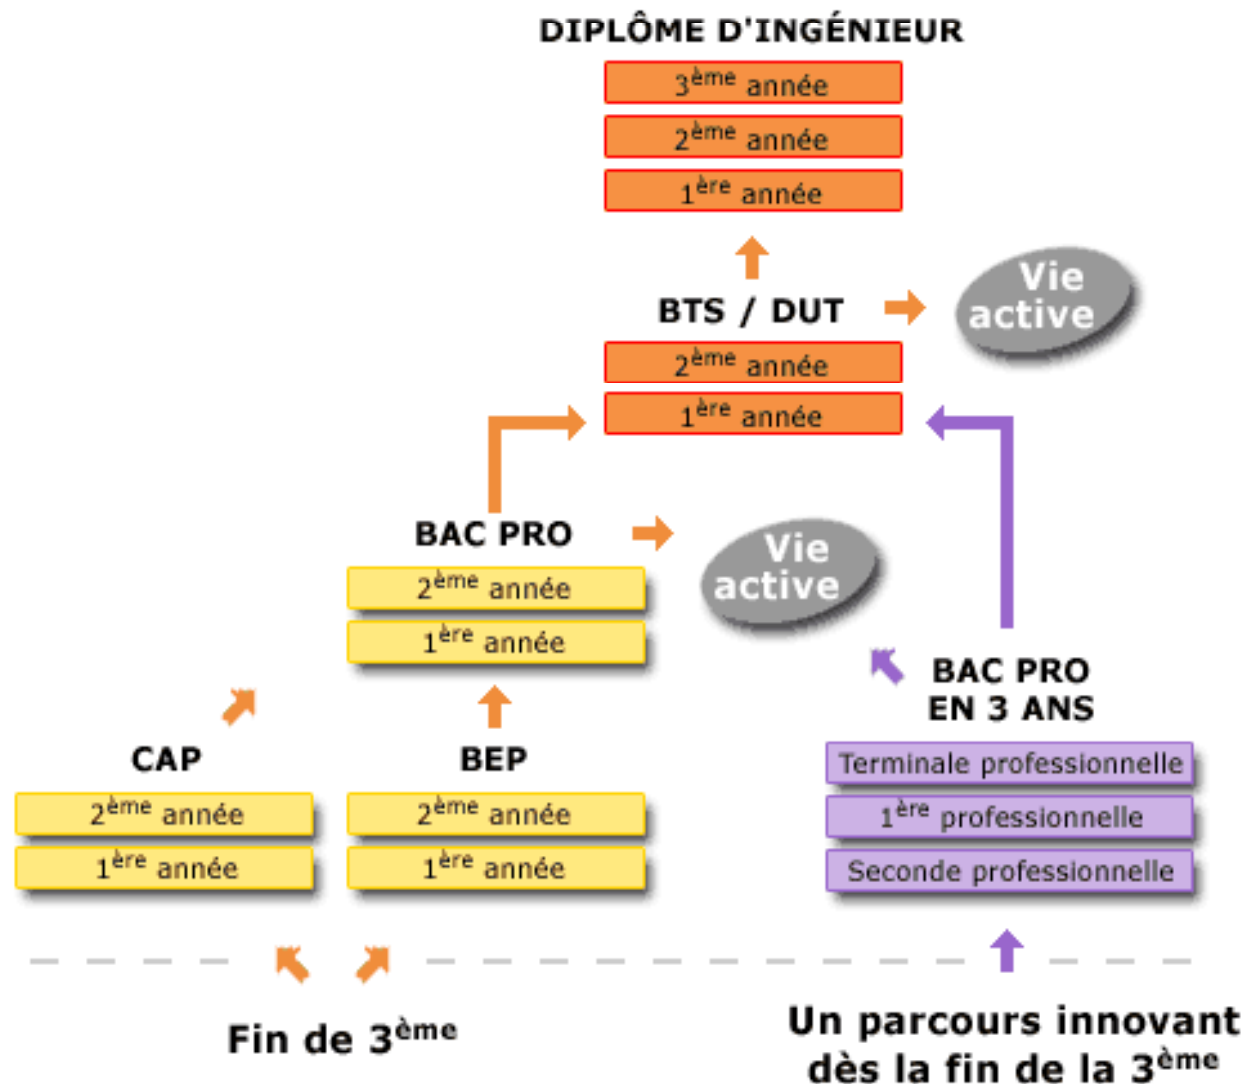 DIPLÔME D'INGÉNIEUR
3ème année
2ème année
1ère année
BTS / DUT
Vie
active
2ème année
1ère année
BAC PRO
Vie
active
2ème année
1ère année
BAC PRO
EN 3 ANS
CAP
BEP
Terminale professionnelle
2ème année
2ème année
1ère professionnelle
1ère année
1ère année
Seconde professionnelle
Fin de 3ème
Un parcours innovant
dès la fin de la 3ème